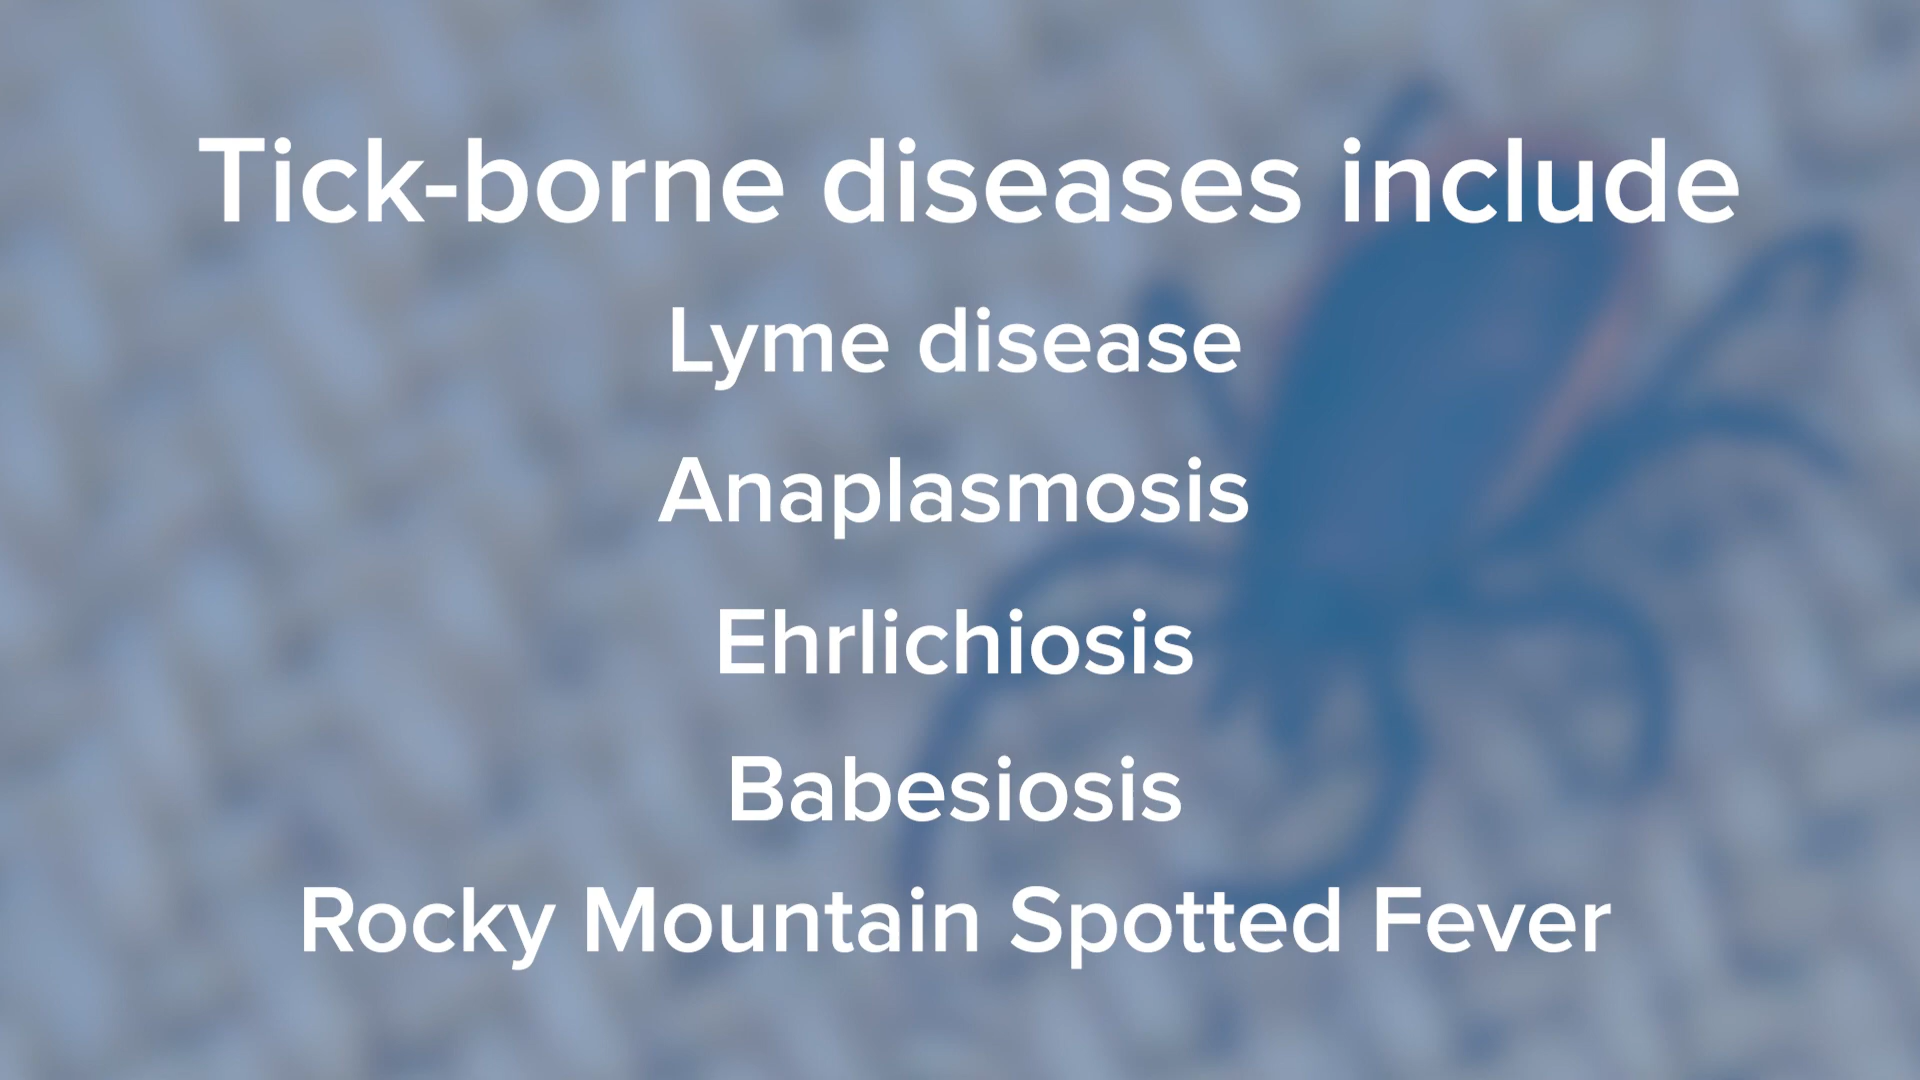 Tick-borne diseases include
Lyme disease
Anaplasmosis
Ehrlichiosis
Babesiosis
Rocky Mountain Spotted Fever